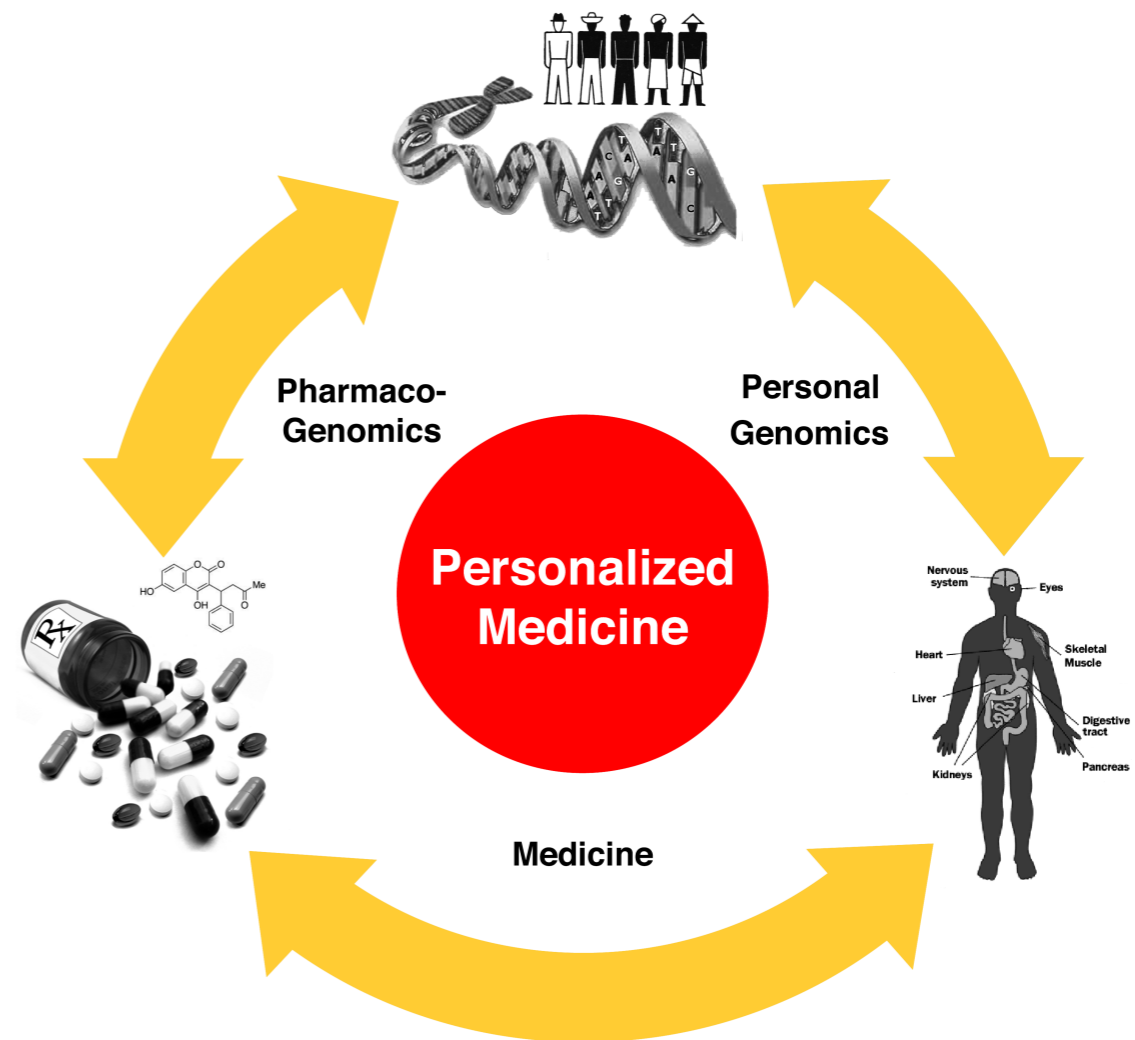 T
A
T
T
C
A
A
G
A
G
A
T
T
C
Pharmaco-
Genomics
Personal
Genomics
Personalized
Medicine
O
O
HO
OH
O
Me
Rx
Nervous
system
Eyes
Heart
Skeletal
Muscle
Liver
Digestive
tract
Kidneys
Pancreas
Medicine